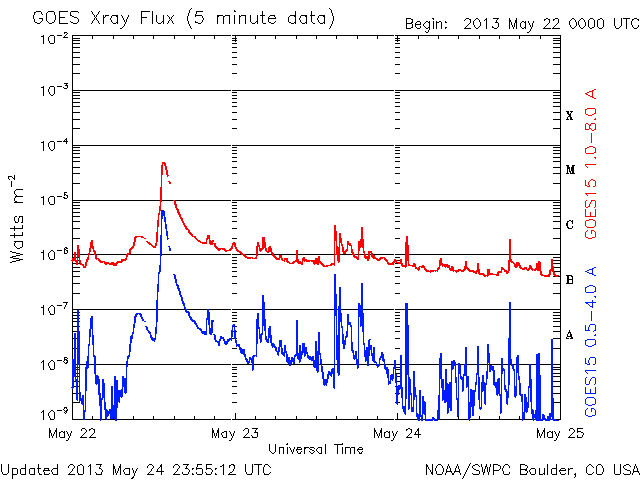 GOES Xray Flux (5 minute data)
Begin: 2013 May 22 0000 UTC
10-2
10-3
10-4
10-5
10-6
10-7
10-8
10-9
Watts m-2
X
M
C
B
A
GOES15 1.0-8.0 A
GOES15 0.5-4.0 A
May 22
May 23
May 24
May 25
Universal Time
Updated 2013 May 24 23:55:12 UTC
NOAA/SWPC Boulder, CO USA